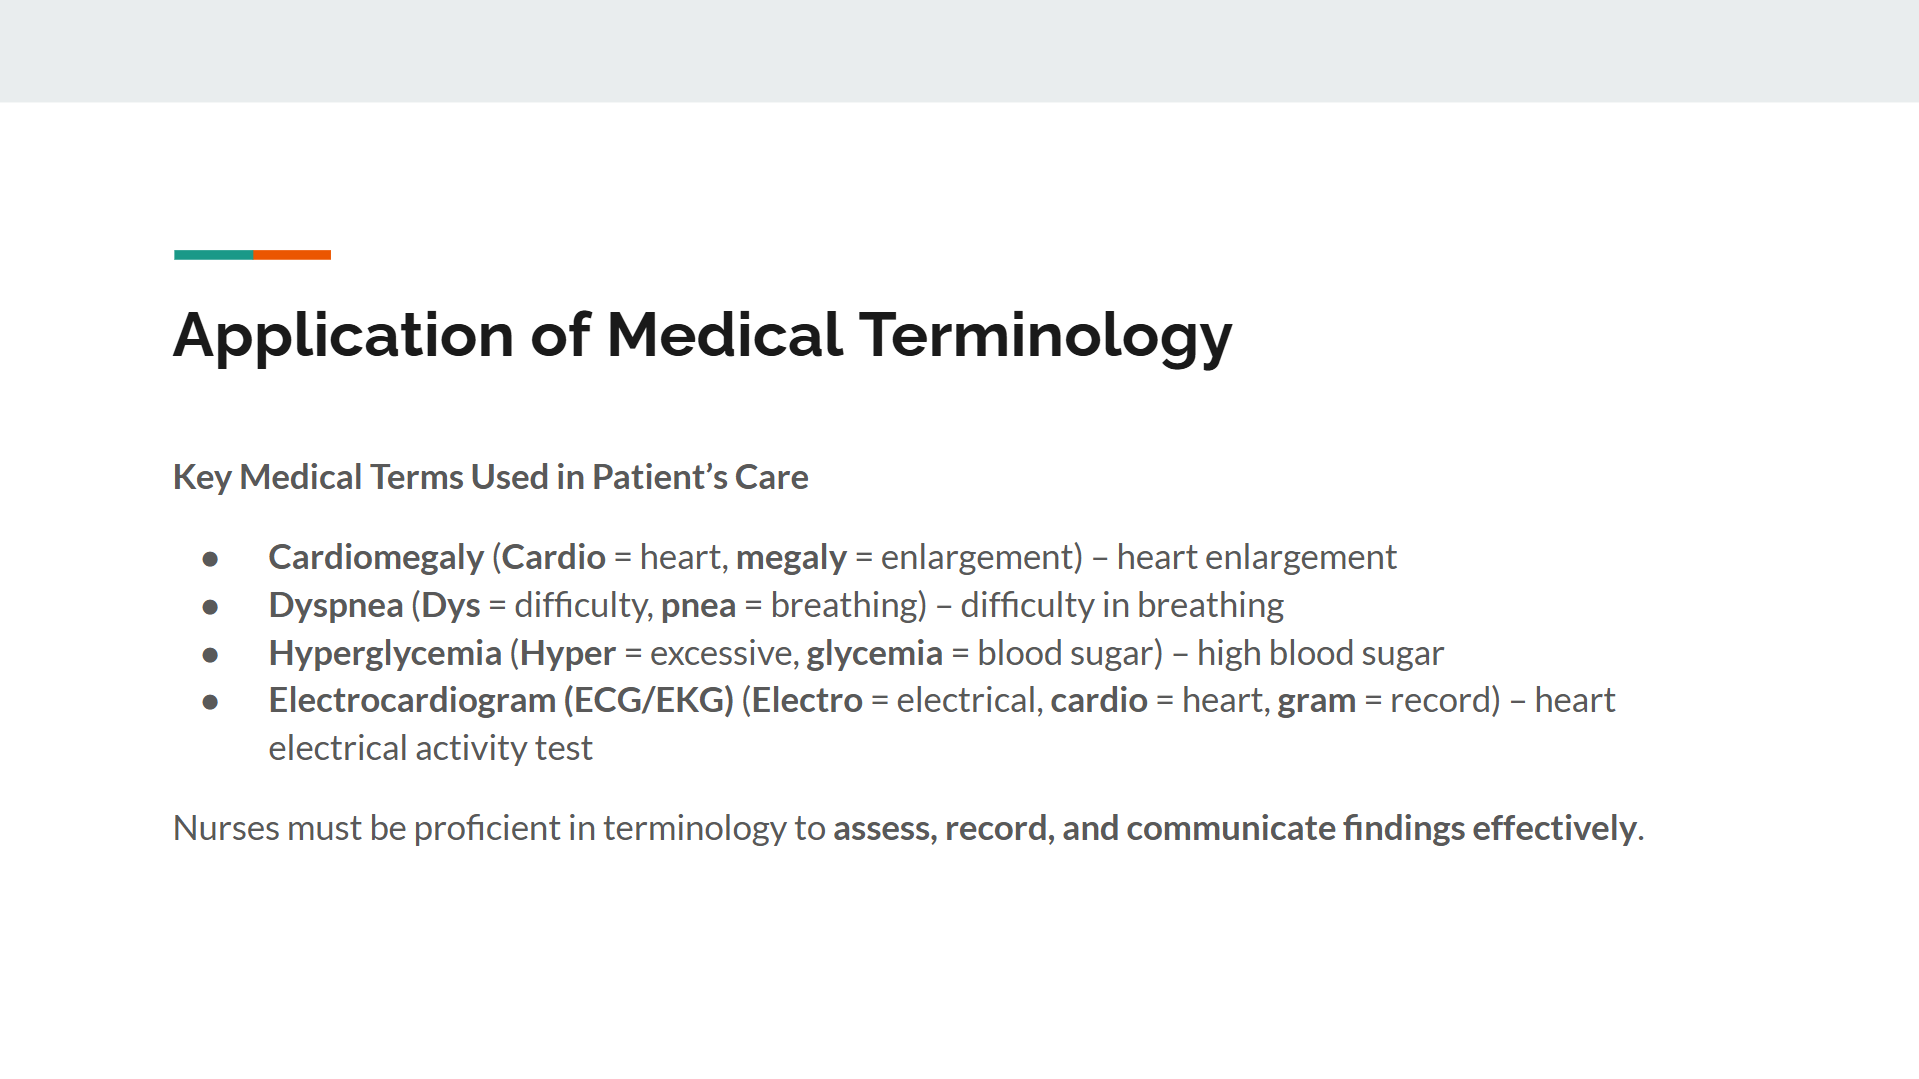 Application of Medical Terminology
Key Medical Terms Used in Patient’s Care
● Cardiomegaly (Cardio = heart, megaly = enlargement) – heart enlargement
● Dyspnea (Dys = difficulty, pnea = breathing) – difficulty in breathing
● Hyperglycemia (Hyper = excessive, glycemia = blood sugar) – high blood sugar
● Electrocardiogram (ECG/EKG) (Electro = electrical, cardio = heart, gram = record) – heart
electrical activity test
Nurses must be proficient in terminology to assess, record, and communicate findings effectively.